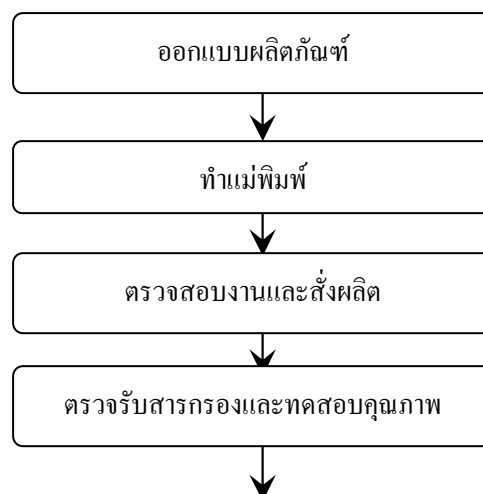 ออกแบบผลิตภัณฑ์
ทำแม่พิมพ์
ตรวจสอบงานและสั่งผลิต
ตรวจรับสารกรองและทดสอบคุณภาพ